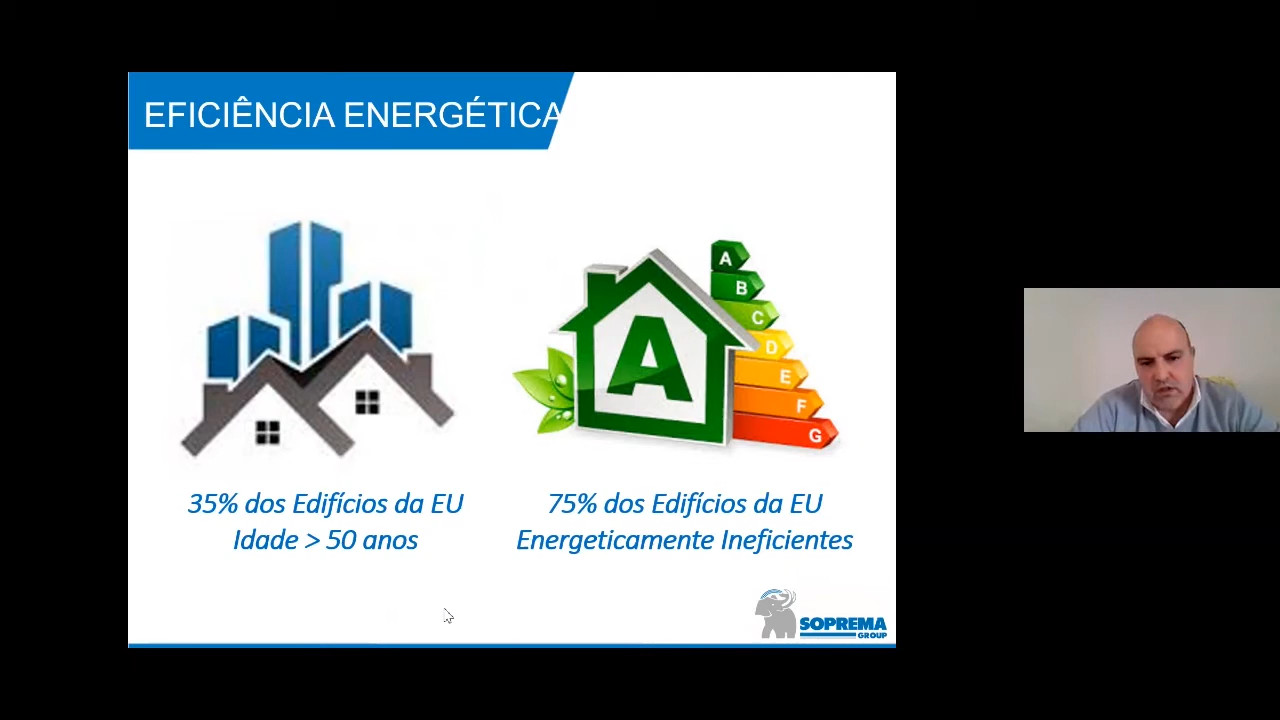 EFICIÊNCIA ENERGÉTICA
A
A
B
C
D
E
F
G
35% dos Edifícios da EU
Idade > 50 anos
75% dos Edifícios da EU
Energeticamente Ineficientes
SOPREMA
GROUP